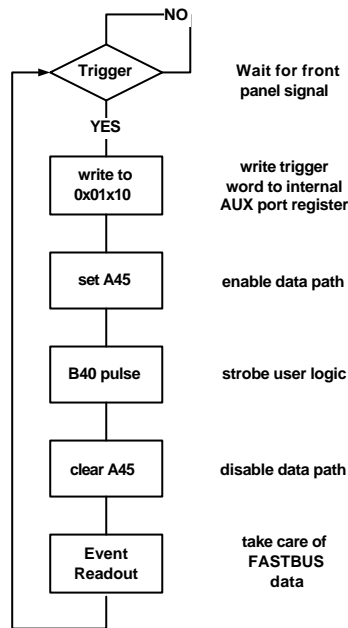 NO
Trigger
Wait for front
panel signal
YES
write to
0x01x10
write trigger
word to internal
AUX port register
set A45
enable data path
B40 pulse
strobe user logic
clear A45
disable data path
Event
Readout
take care of
FASTBUS
data